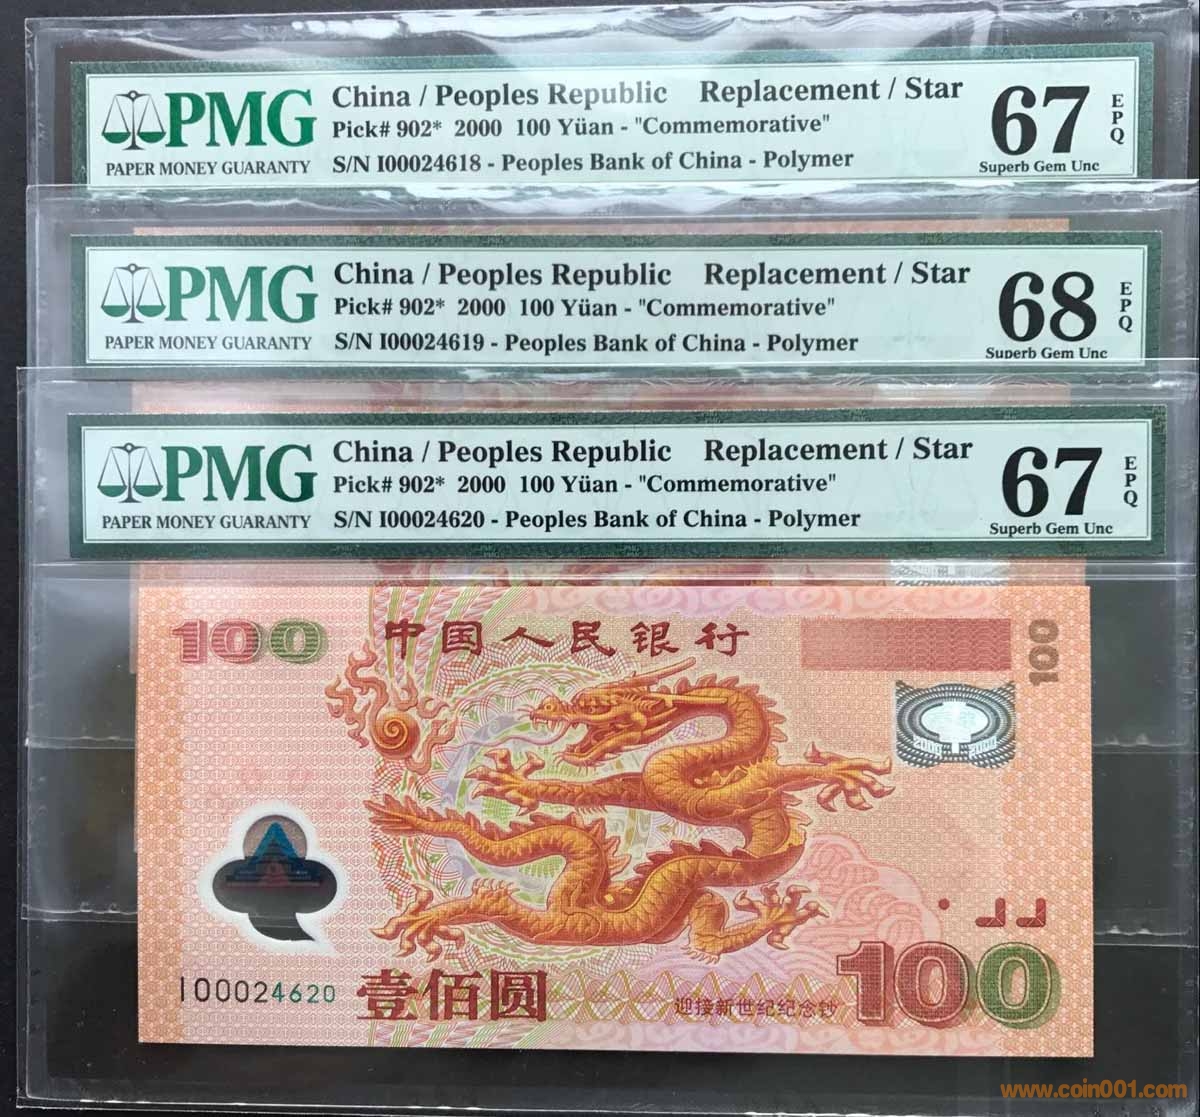 PMG
PAPER MONEY GUARANTY
China / Peoples Republic Replacement / Star
Pick# 902* 2000 100 Yüan - "Commemorative"
S/N I00024618 - Peoples Bank of China - Polymer
67
EPQ
Superb Gem Unc
PMG
PAPER MONEY GUARANTY
China / Peoples Republic Replacement / Star
Pick# 902* 2000 100 Yüan - "Commemorative"
S/N I00024619 - Peoples Bank of China - Polymer
68
EPQ
Superb Gem Unc
PMG
PAPER MONEY GUARANTY
China / Peoples Republic Replacement / Star
Pick# 902* 2000 100 Yüan - "Commemorative"
S/N I00024620 - Peoples Bank of China - Polymer
67
EPQ
Superb Gem Unc
100
中国人民银行
100
2000 2000
I00024620
壹佰圆
迎接新世纪纪念钞
100
www.coin001.com